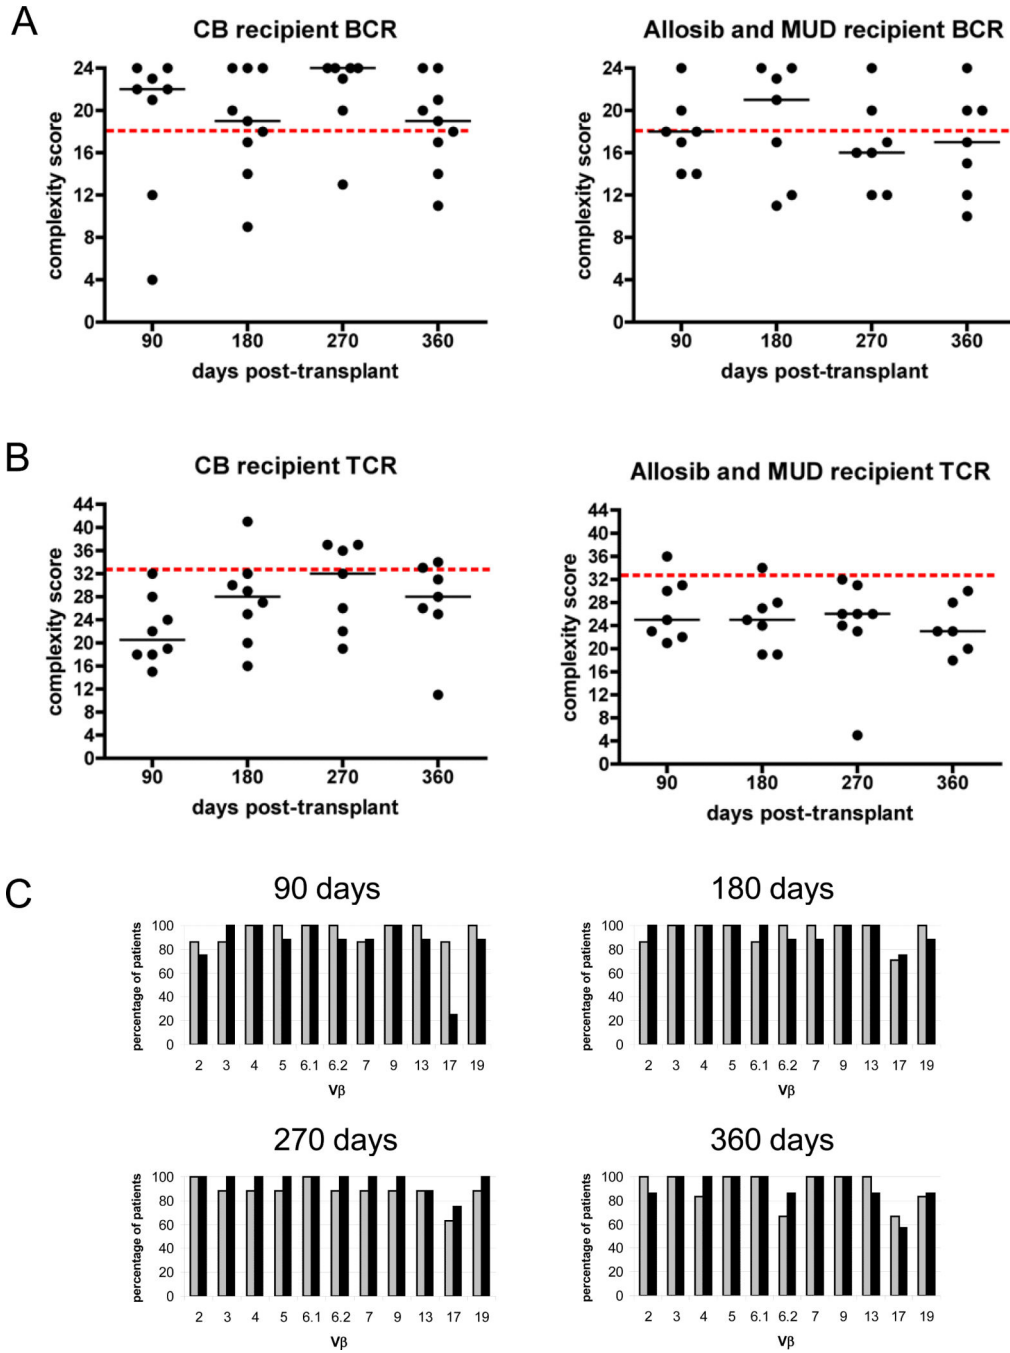 A
CB recipient BCR
Allosib and MUD recipient BCR
complexity score
24
20
16
12
8
4
0
90 180 270 360
days post-transplant
complexity score
24
20
16
12
8
4
0
90 180 270 360
days post-transplant
B
CB recipient TCR
Allosib and MUD recipient TCR
complexity score
44
40
36
32
28
24
20
16
12
8
4
0
90 180 270 360
days post-transplant
complexity score
44
40
36
32
28
24
20
16
12
8
4
0
90 180 270 360
days post-transplant
C
90 days
percentage of patients
100
80
60
40
20
0
2 3 4 5 6.1 6.2 7 9 13 17 19
Vβ
180 days
percentage of patients
100
80
60
40
20
0
2 3 4 5 6.1 6.2 7 9 13 17 19
Vβ
270 days
percentage of patients
100
80
60
40
20
0
2 3 4 5 6.1 6.2 7 9 13 17 19
Vβ
360 days
percentage of patients
100
80
60
40
20
0
2 3 4 5 6.1 6.2 7 9 13 17 19
Vβ